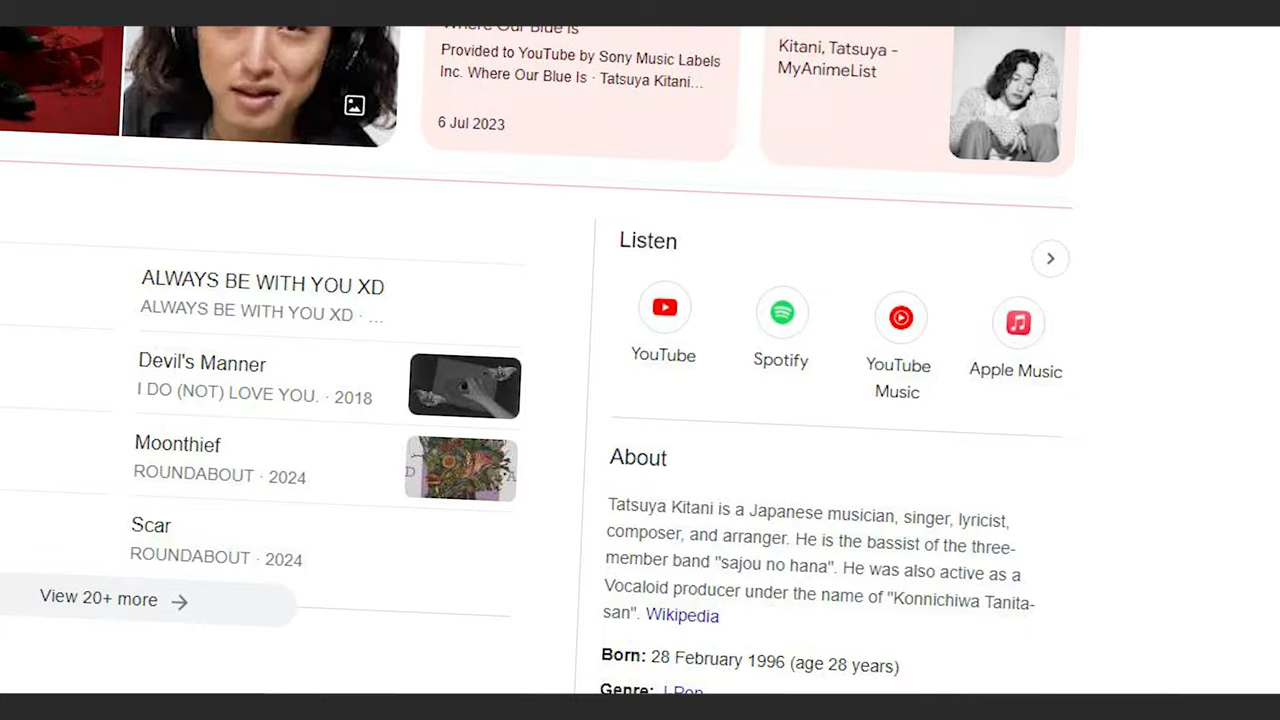 Where Our Blue Is
Provided to YouTube by Sony Music Labels
Inc. Where Our Blue Is · Tatsuya Kitani...
6 Jul 2023
Kitani, Tatsuya -
MyAnimeList
ALWAYS BE WITH YOU XD
ALWAYS BE WITH YOU XD · ...
Devil's Manner
I DO (NOT) LOVE YOU. · 2018
Moonthief
ROUNDABOUT · 2024
Scar
ROUNDABOUT · 2024
View 20+ more
Listen
YouTube
Spotify
YouTube
Music
Apple Music
About
Tatsuya Kitani is a Japanese musician, singer, lyricist,
composer, and arranger. He is the bassist of the three-
member band "sajou no hana". He was also active as a
Vocaloid producer under the name of "Konnichiwa Tanita-
san". Wikipedia
Born: 28 February 1996 (age 28 years)
Genre: J-Pop